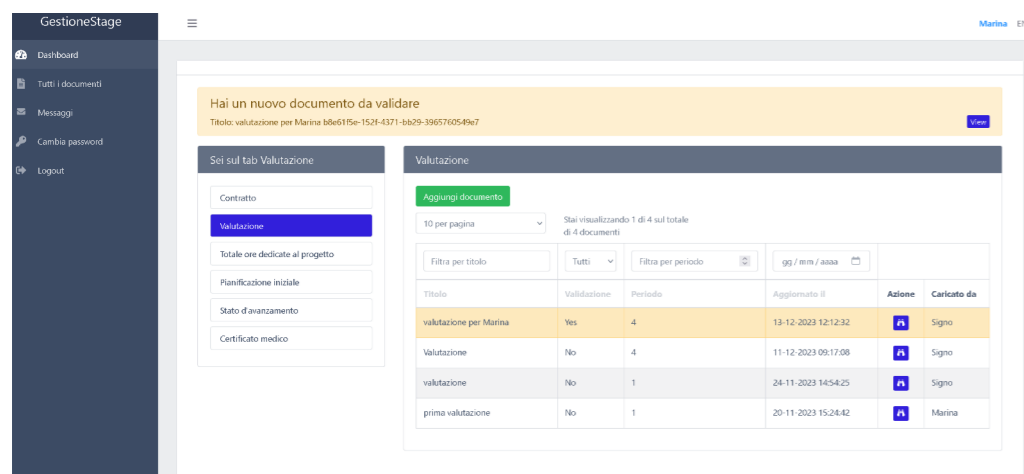 GestioneStage
Marina
Dashboard
Tutti i documenti
Messaggi
Cambia password
Logout
Hai un nuovo documento da validare
Titolo: valutazione per Marina b8e61f5e-152f-4371-bb29-3965760549e7
View
Sei sul tab Valutazione
Contratto
Valutazione
Totale ore dedicate al progetto
Pianificazione iniziale
Stato d'avanzamento
Certificato medico
Valutazione
Aggiungi documento
10 per pagina
Stai visualizzando 1 di 4 sul totale
di 4 documenti
Filtra per titolo Tutti Filtra per periodo gg / mm / aaaa
Titolo Validazione Periodo Aggiornato il Azione Caricato da
valutazione per Marina Yes 4 13-12-2023 12:12:32 Signo
Valutazione No 4 11-12-2023 09:17:08 Signo
valutazione No 1 24-11-2023 14:54:25 Signo
prima valutazione No 1 20-11-2023 15:24:42 Marina